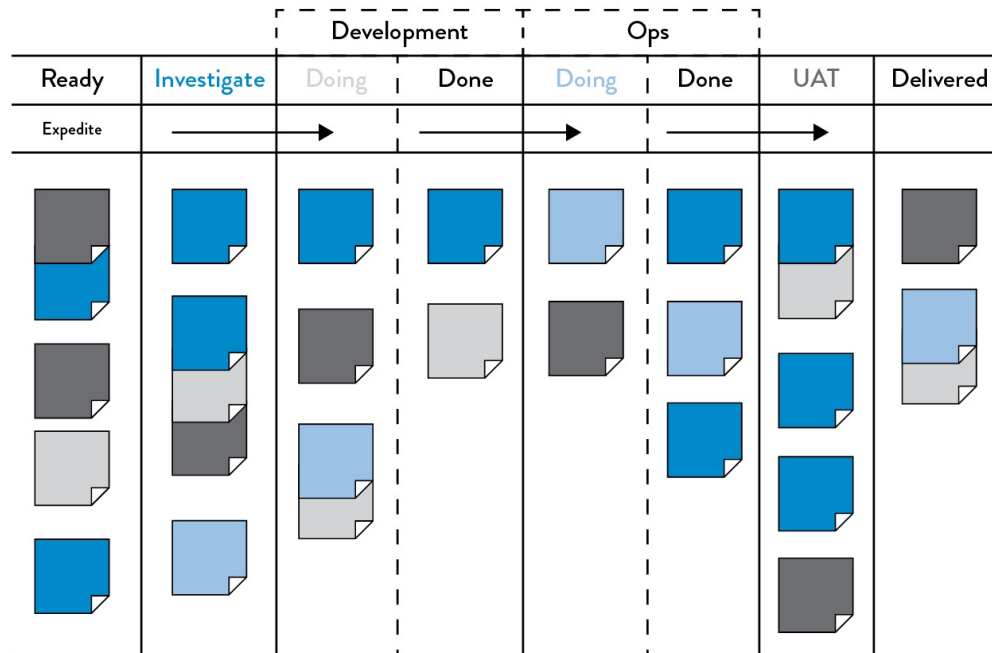 Development Ops
Ready Investigate Doing Done Doing Done UAT Delivered
Expedite